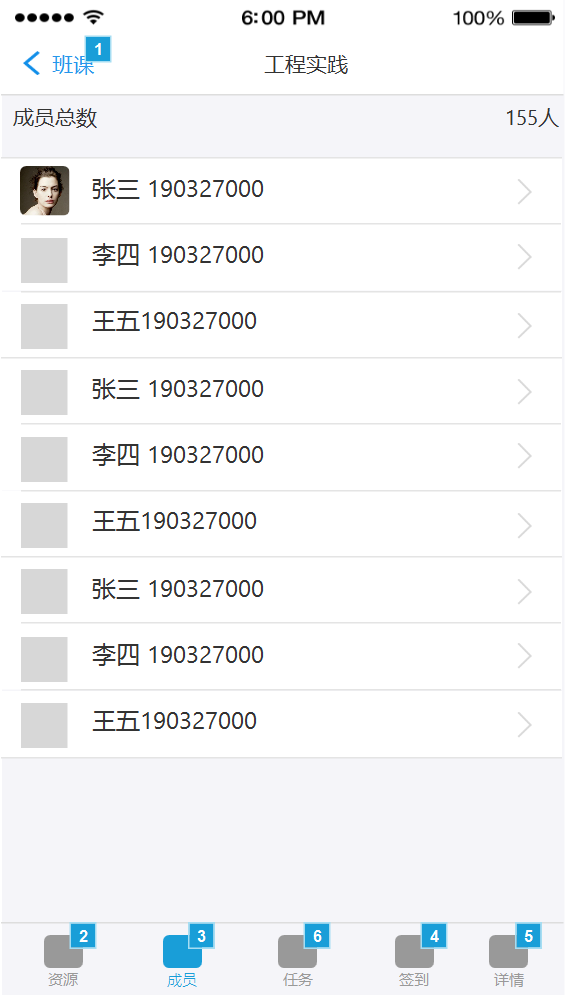 6:00 PM 100%
班课 1 工程实践
成员总数 155人
张三 190327000
李四 190327000
王五190327000
张三 190327000
李四 190327000
王五190327000
张三 190327000
李四 190327000
王五190327000
2 3 6 4 5
资源 成员 任务 签到 详情